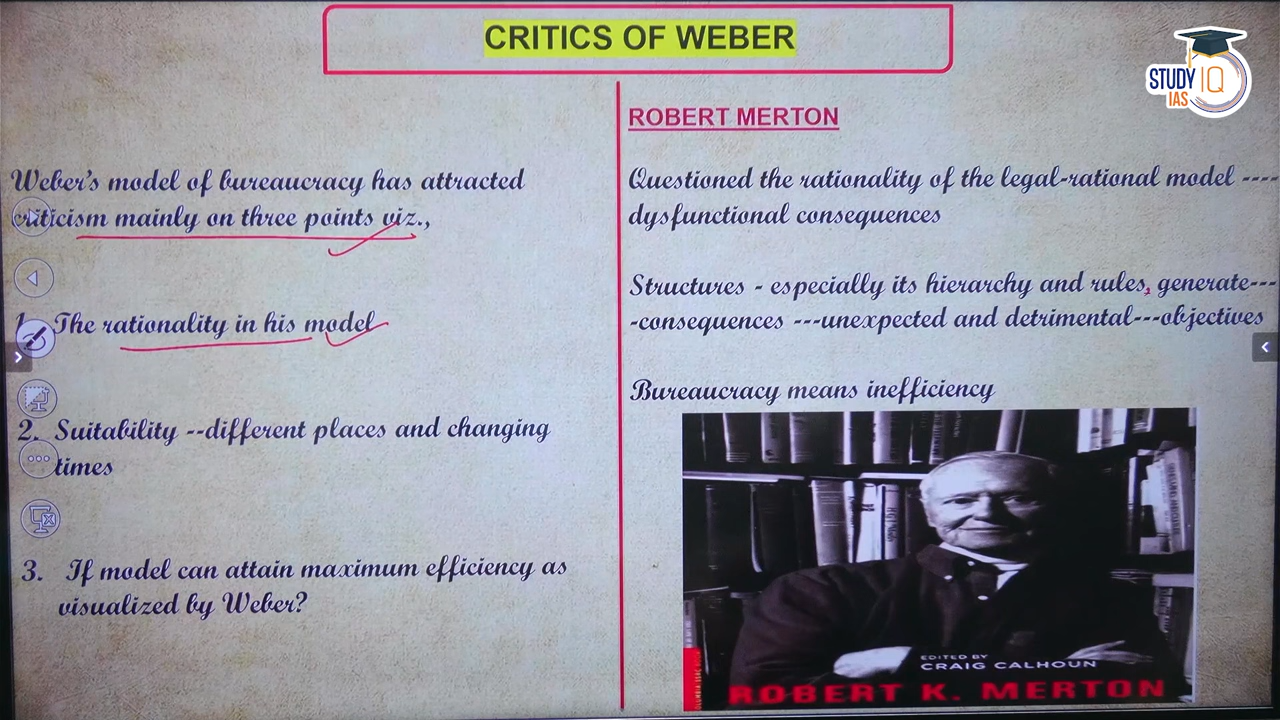 CRITICS OF WEBER
STUDY IQ
IAS
Weber's model of bureaucracy has attracted
criticism mainly on three points viz.,
1. The rationality in his model
2. Suitability --different places and changing
times
3. If model can attain maximum efficiency as
visualized by Weber?
ROBERT MERTON
Questioned the rationality of the legal-rational model ----
dysfunctional consequences
Structures - especially its hierarchy and rules, generate---
-consequences ---unexpected and detrimental---objectives
Bureaucracy means inefficiency
EDITED BY
CRAIG CALHOUN
ROBERT K. MERTON